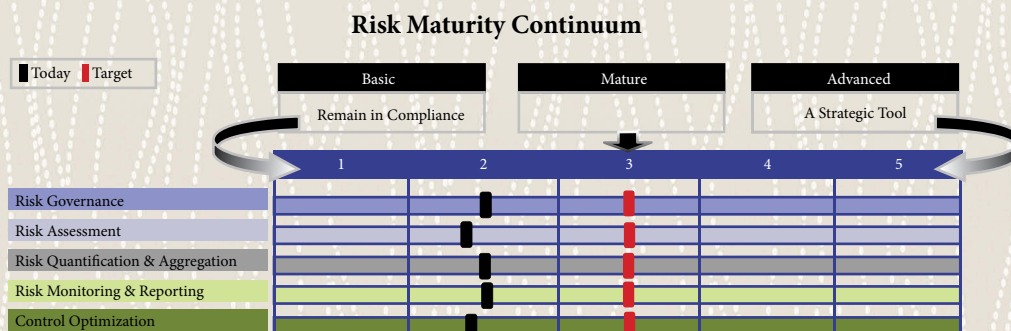 Risk Maturity Continuum
Today Target
Basic Mature Advanced
Remain in Compliance A Strategic Tool
1 2 3 4 5
Risk Governance
Risk Assessment
Risk Quantification & Aggregation
Risk Monitoring & Reporting
Control Optimization